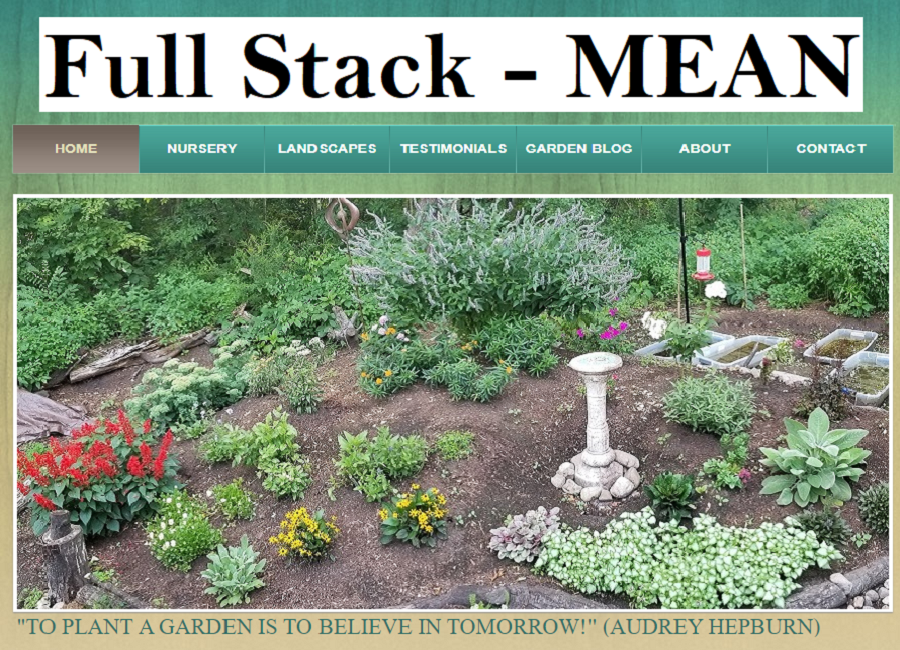 Full Stack - MEAN
HOME NURSERY LANDSCAPES TESTIMONIALS GARDEN BLOG ABOUT CONTACT
"TO PLANT A GARDEN IS TO BELIEVE IN TOMORROW!" (AUDREY HEPBURN)